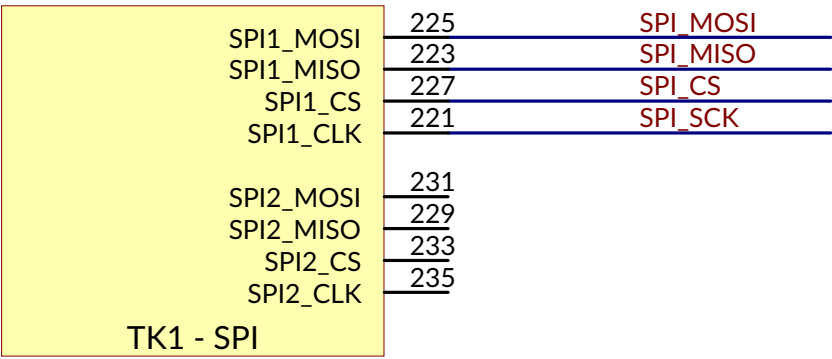 SPI1_MOSI 225 SPI_MOSI
SPI1_MISO 223 SPI_MISO
SPI1_CS 227 SPI_CS
SPI1_CLK 221 SPI_SCK
SPI2_MOSI 231
SPI2_MISO 229
SPI2_CS 233
SPI2_CLK 235
TK1 - SPI